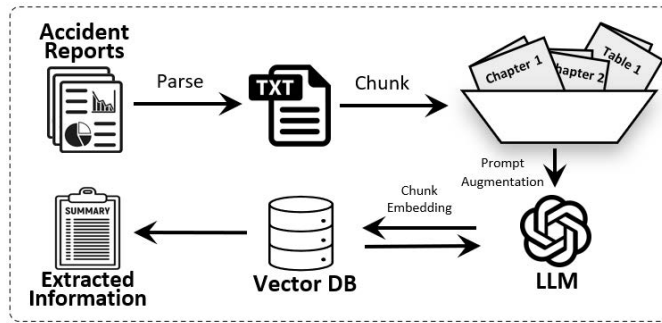 Accident
Reports
Parse
TXT
Chunk
Chapter 1
Chapter 2
Table 1
Prompt
Augmentation
Chunk
Embedding
SUMMARY
Extracted
Information
Vector DB
LLM